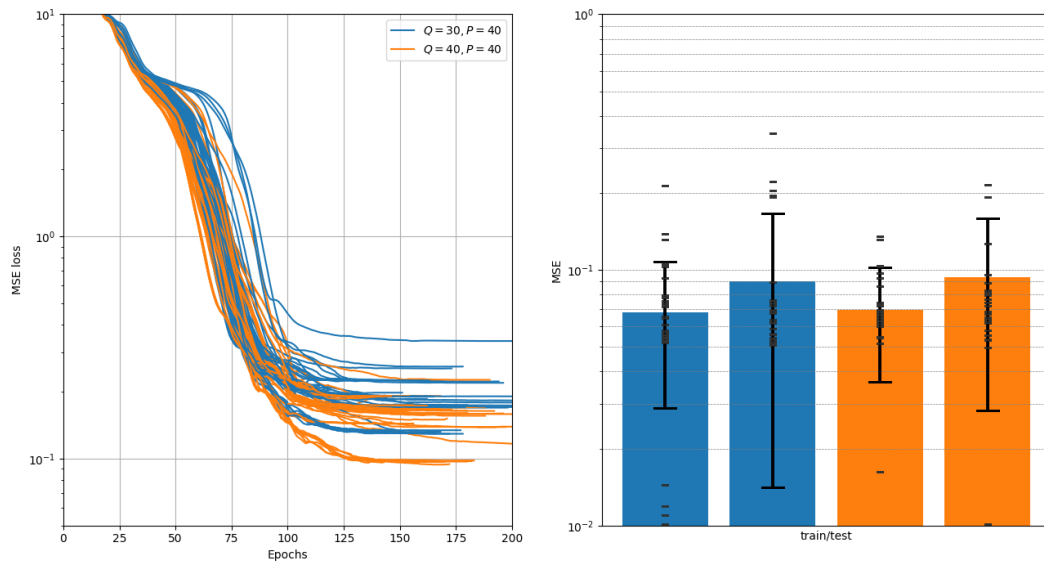 10^1
10^0
10^-1
MSE loss
0
25
50
75
100
125
150
175
200
Epochs
Q = 30, P = 40
Q = 40, P = 40
10^0
10^-1
10^-2
MSE
train/test